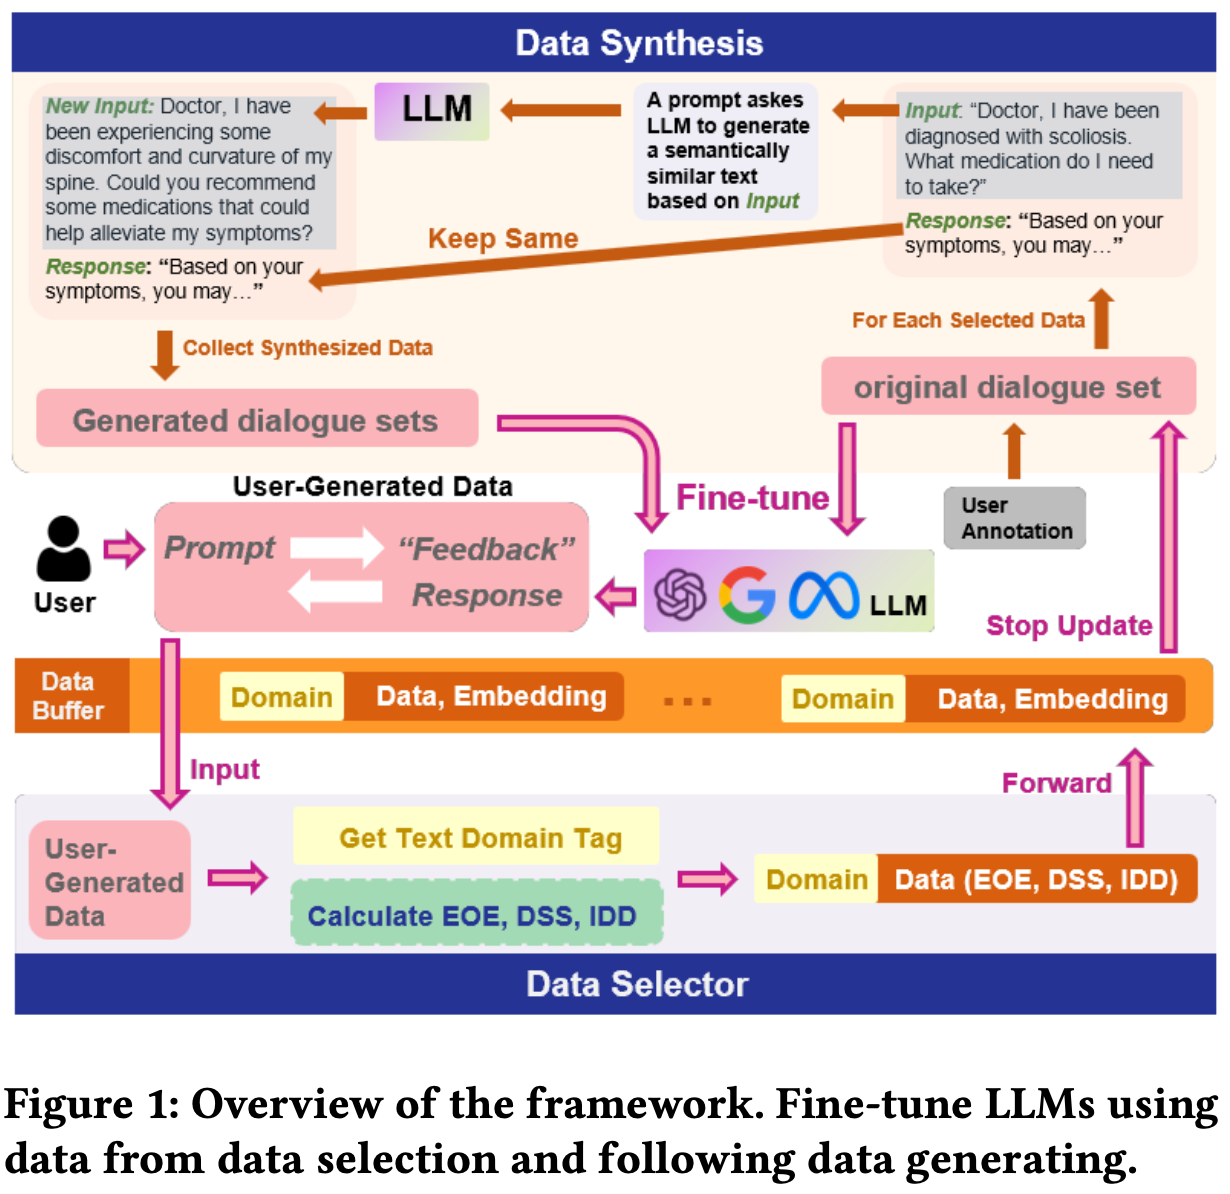 Data Synthesis
New Input: Doctor, I have
been experiencing some
discomfort and curvature of my
spine. Could you recommend
some medications that could
help alleviate my symptoms?
Response: “Based on your
symptoms, you may…”
LLM
A prompt askes
LLM to generate
a semantically
similar text
based on Input
Input: “Doctor, I have been
diagnosed with scoliosis.
What medication do I need
to take?”
Response: “Based on your
symptoms, you may…”
Keep Same
For Each Selected Data
Collect Synthesized Data
Generated dialogue sets
original dialogue set
User-Generated Data
Fine-tune
User
Annotation
User
Prompt
“Feedback”
Response
LLM
Stop Update
Data
Buffer
Domain
Data, Embedding
...
Domain
Data, Embedding
Input
Forward
User-
Generated
Data
Get Text Domain Tag
Calculate EOE, DSS, IDD
Domain
Data (EOE, DSS, IDD)
Data Selector
Figure 1: Overview of the framework. Fine-tune LLMs using
data from data selection and following data generating.